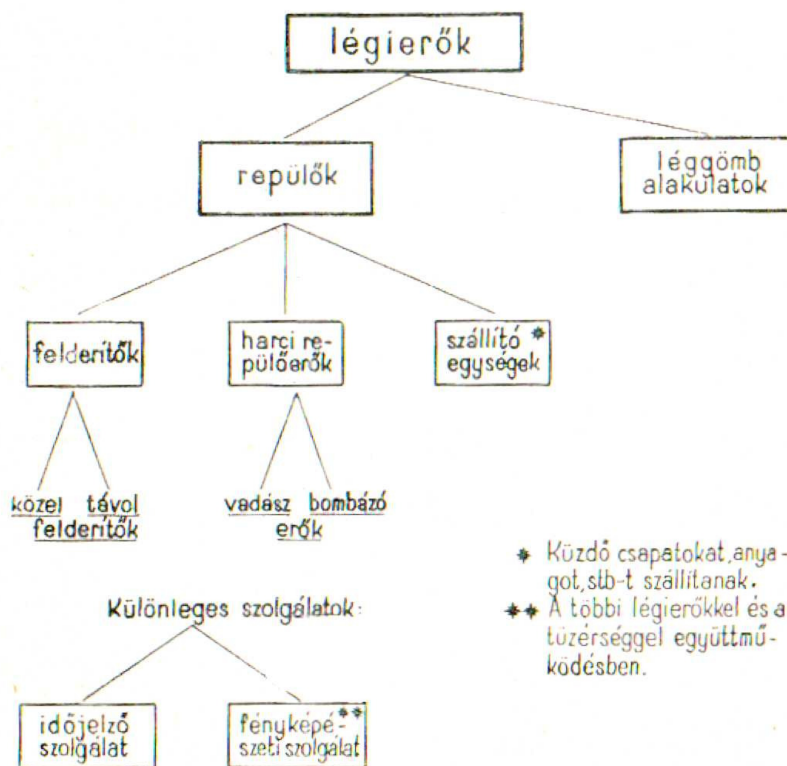 légierők
repülők
léggömb
alakulatok
felderítők
harci re-
pülőerők
szállító *
egységek
közel távol
felderítők
vadász bombázó
erők
* Küzdő csapatokat, anya-
got, stb-t szállítanak.
** A többi légierőkkel és a
tüzérséggel együttmű-
ködésben.
Különleges szolgálatok:
időjelző
szolgálat
fényképé-**
szeti szolgálat